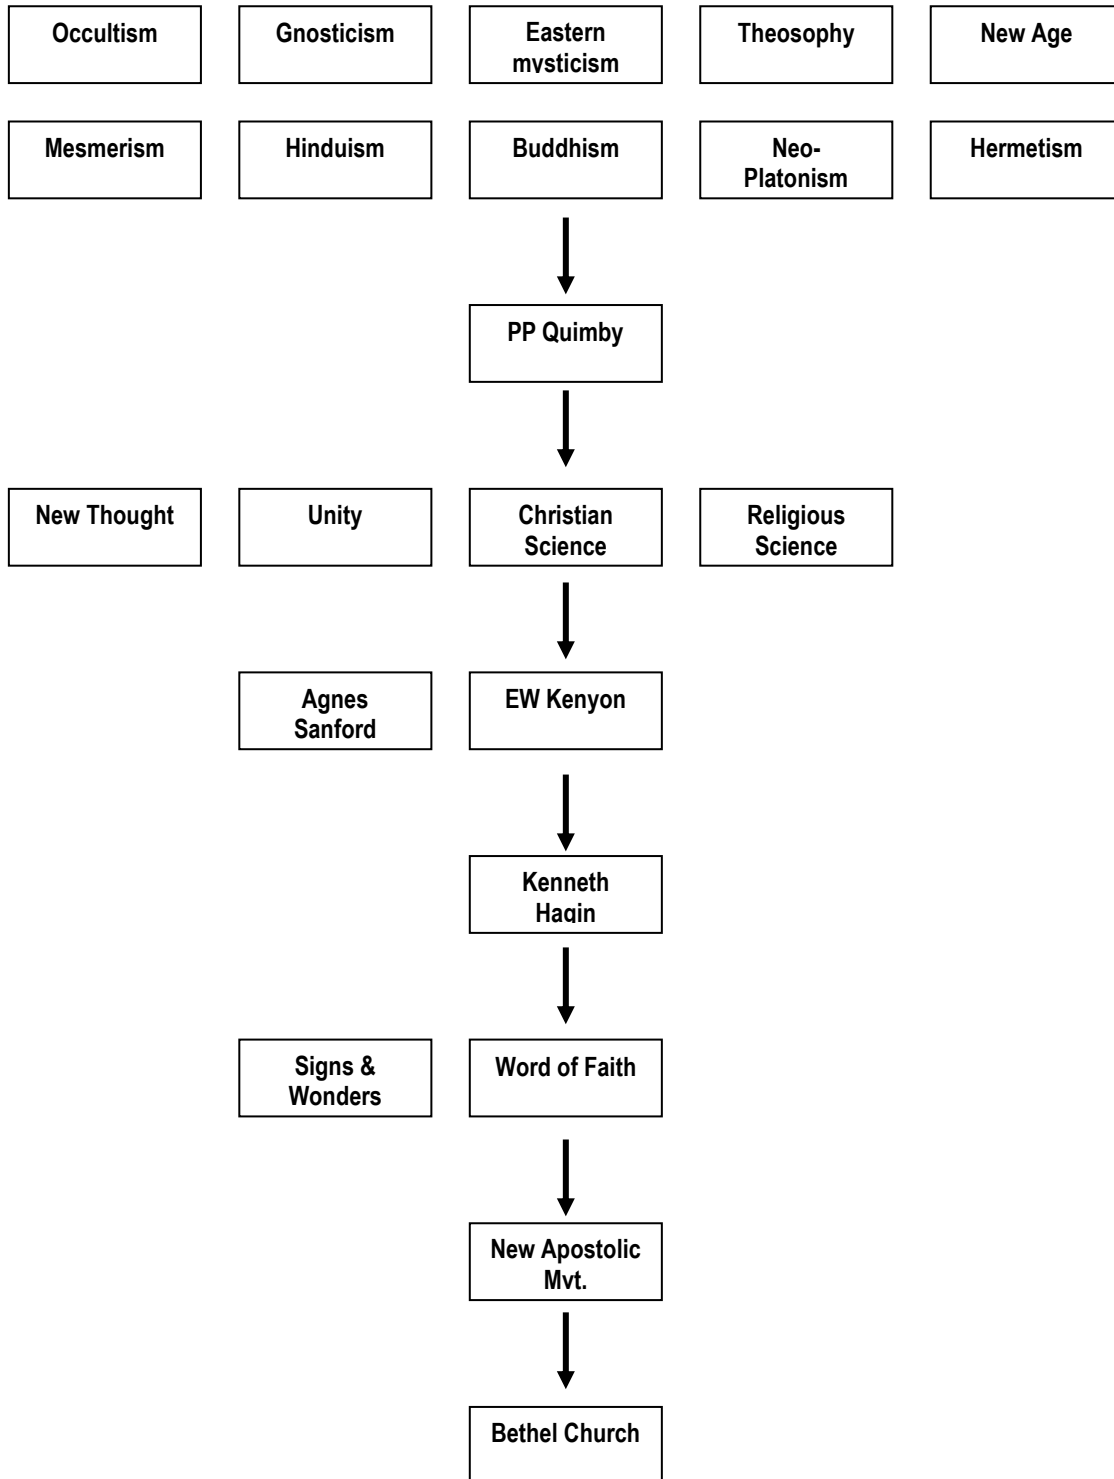 Occultism
Gnosticism
Eastern
mysticism
Theosophy
New Age
Mesmerism
Hinduism
Buddhism
Neo-
Platonism
Hermetism
PP Quimby
New Thought
Unity
Christian
Science
Religious
Science
Agnes
Sanford
EW Kenyon
Kenneth
Hagin
Signs &
Wonders
Word of Faith
New Apostolic
Mvt.
Bethel Church